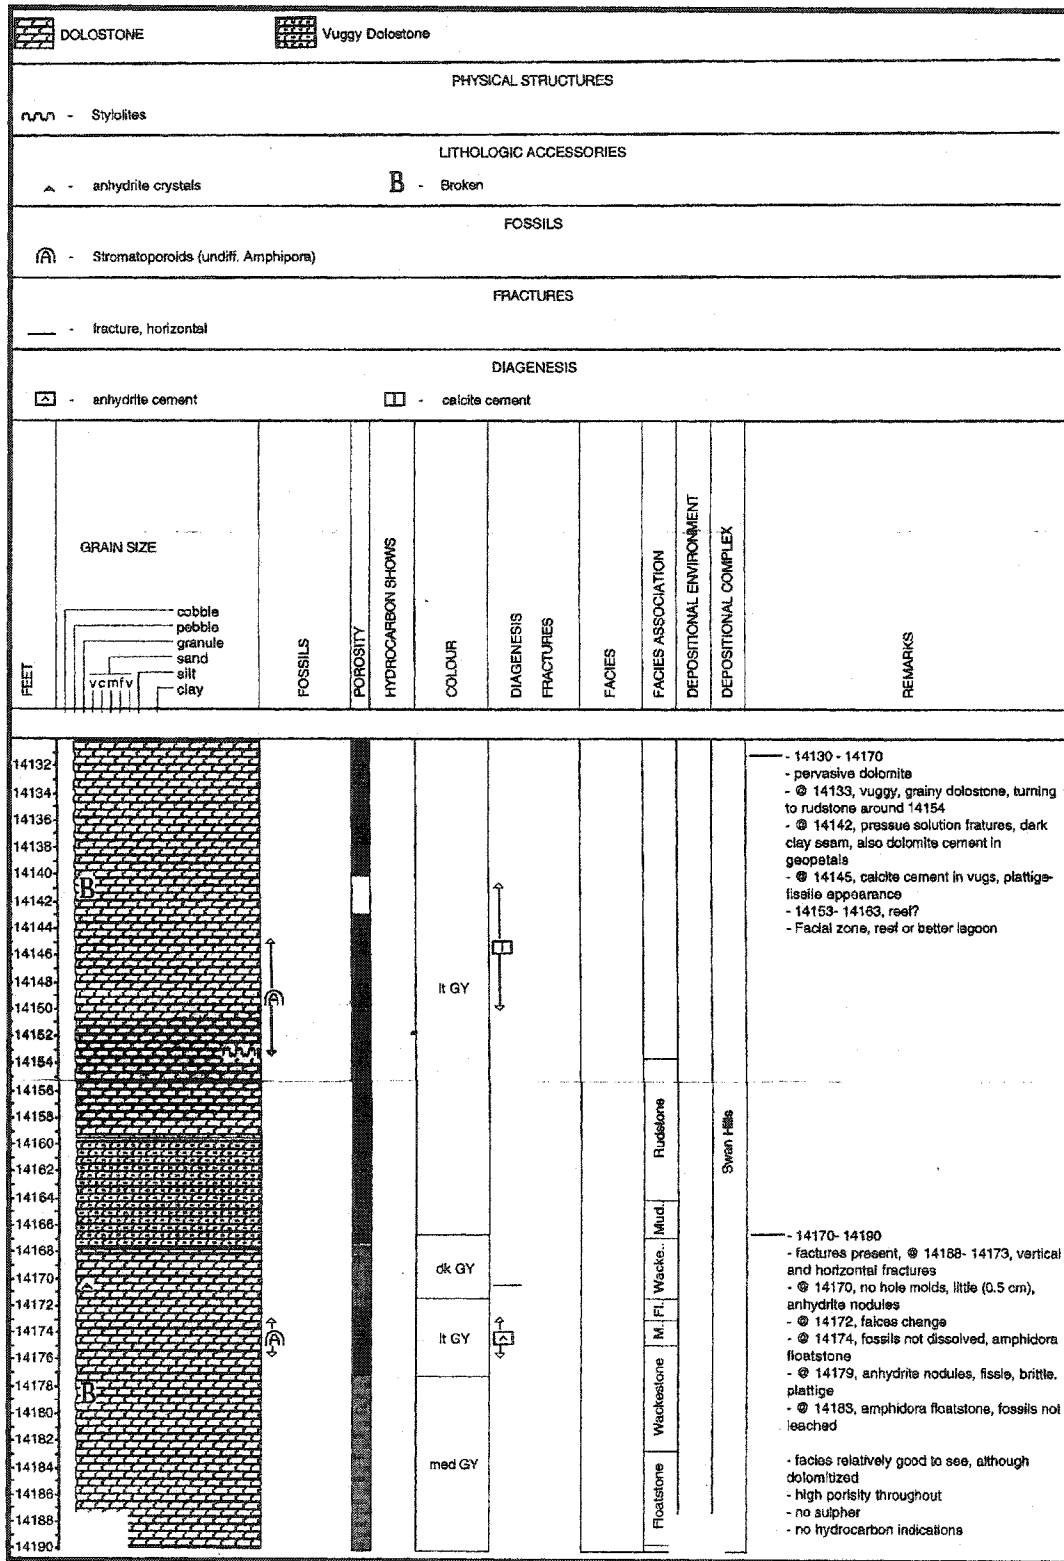 DOLOSTONE Vuggy Dolostone
PHYSICAL STRUCTURES
- Stylolites
LITHOLOGIC ACCESSORIES
- anhydrite crystals B - Broken
FOSSILS
A - Stromatoporoids (undiff. Amphipora)
FRACTURES
- fracture, horizontal
DIAGENESIS
- anhydrite cement - calcite cement
FEET
GRAIN SIZE
cobble
pebble
granule
sand
vcmfv
silt
clay
FOSSILS
POROSITY
HYDROCARBON SHOWS
COLOUR
DIAGENESIS
FRACTURES
FACIES
FACIES ASSOCIATION
DEPOSITIONAL ENVIRONMENT
DEPOSITIONAL COMPLEX
REMARKS
14132
14134
14136
14138
14140
14142
14144
14146
14148
14150
14152
14154
14156
14158
14160
14162
14164
14166
14168
14170
14172
14174
14176
14178
14180
14182
14184
14186
14188
14190
B
B
A
A
lt GY
dk GY
lt GY
med GY
Rudstone
Mud.
Wacke..
Fl.
M.
Wackestone
Floatstone
Swan Hills
- 14130 - 14170
- pervasive dolomite
- @ 14133, vuggy, grainy dolostone, turning
to rudstone around 14154
- @ 14142, pressue solution fratures, dark
clay seam, also dolomite cement in
geopetals
- @ 14145, calcite cement in vugs, plattige-
fissile appearance
- 14153- 14163, reef?
- Facial zone, reef or better lagoon
- 14170- 14190
- factures present, @ 14168- 14173, vertical
and horizontal fractures
- @ 14170, no hole molds, little (0.5 cm),
anhydrite nodules
- @ 14172, faices change
- @ 14174, fossils not dissolved, amphidora
floatstone
- @ 14179, anhydrite nodules, fissle, brittle.
plattige
- @ 14183, amphidora floatstone, fossils not
leached
- facies relatively good to see, although
dolomitized
- high porisity throughout
- no sulpher
- no hydrocarbon indications